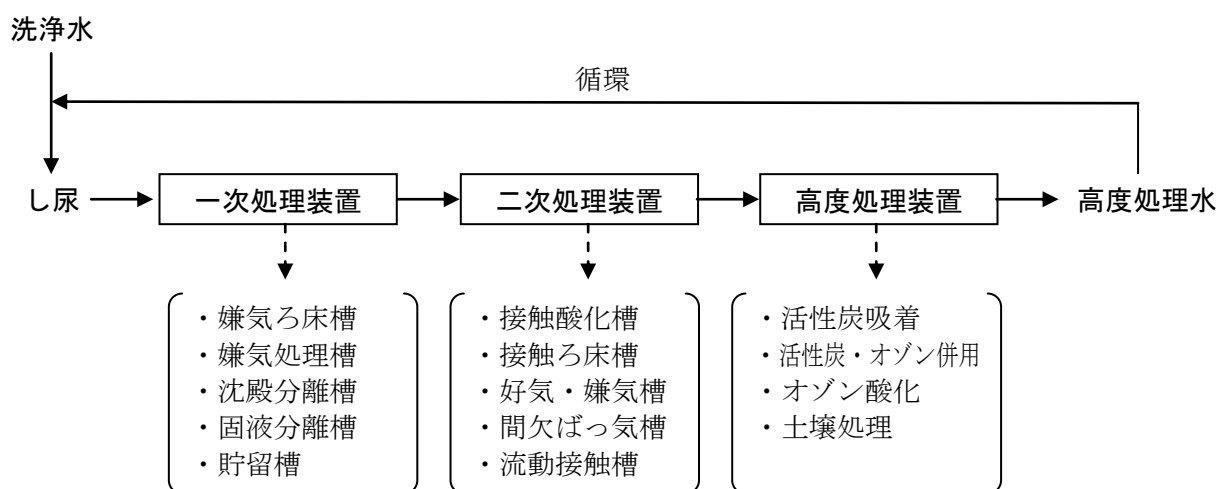 洗浄水
循環
し尿
一次処理装置
二次処理装置
高度処理装置
高度処理水
・嫌気ろ床槽
・嫌気処理槽
・沈殿分離槽
・固液分離槽
・貯留槽
・接触酸化槽
・接触ろ床槽
・好気・嫌気槽
・間欠ばっ気槽
・流動接触槽
・活性炭吸着
・活性炭・オゾン併用
・オゾン酸化
・土壌処理